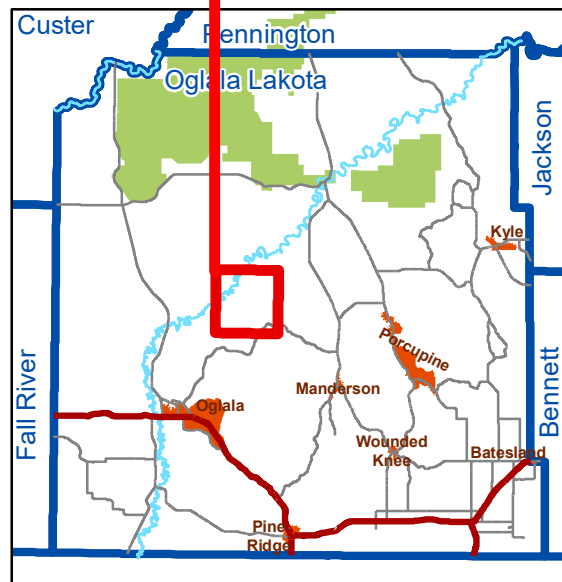 Custer
Pennington
Oglala Lakota
Jackson
Kyle
Porcupine
Manderson
Oglala
Fall River
Wounded
Knee
Batesland
Bennett
Pine
Ridge